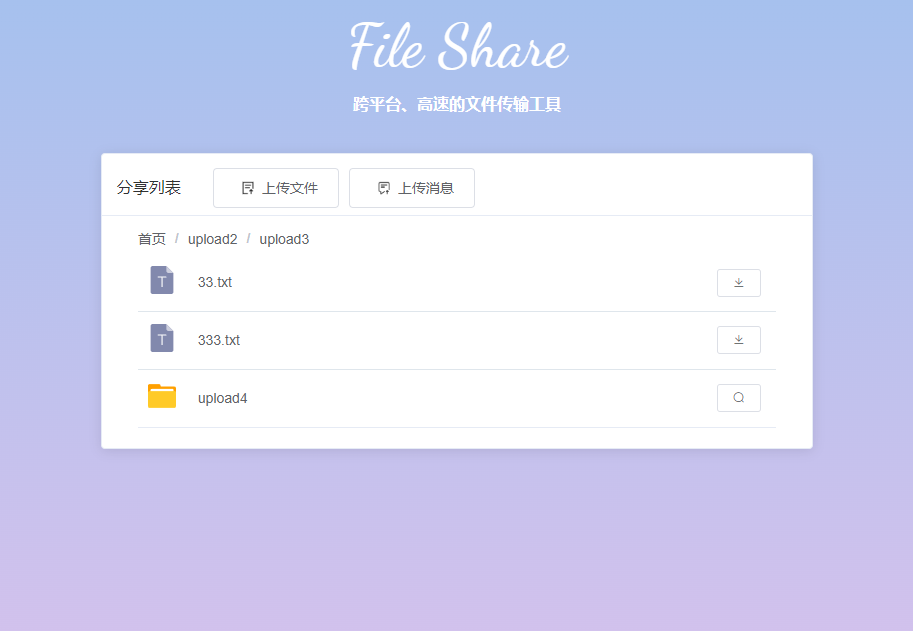 File Share
跨平台、高速的文件传输工具
分享列表 上传文件 上传消息
首页 / upload2 / upload3
T 33.txt
T 333.txt
upload4